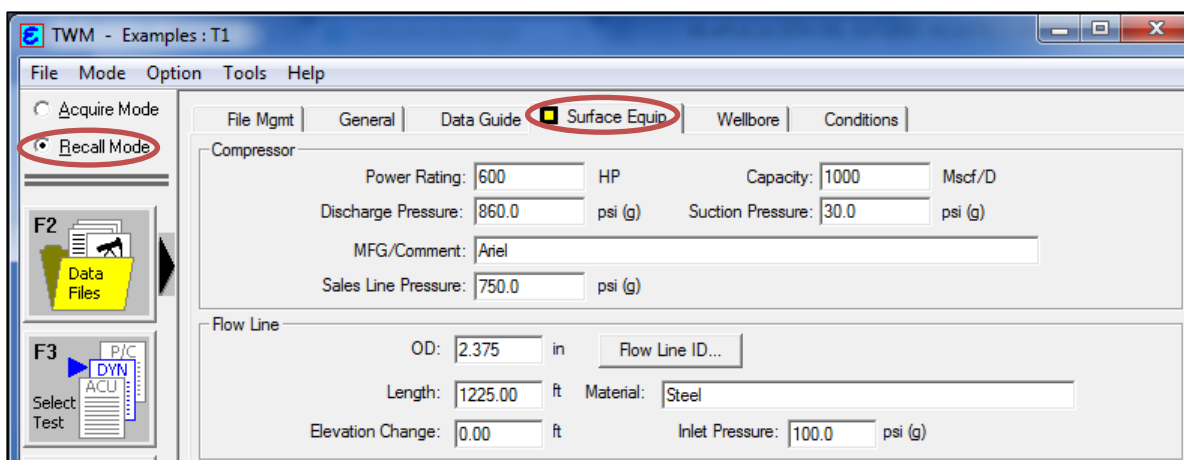 TWM - Examples : T1
File Mode Option Tools Help
Acquire Mode
Recall Mode
File Mgmt General Data Guide Surface Equip Wellbore Conditions
Compressor
Power Rating: 600 HP Capacity: 1000 Mscf/D
Discharge Pressure: 860.0 psi (g) Suction Pressure: 30.0 psi (g)
MFG/Comment: Ariel
Sales Line Pressure: 750.0 psi (g)
F2
Data
Files
Flow Line
OD: 2.375 in Flow Line ID...
Length: 1225.00 ft Material: Steel
Elevation Change: 0.00 ft Inlet Pressure: 100.0 psi (g)
F3
P/C
DYN
ACU
Select
Test